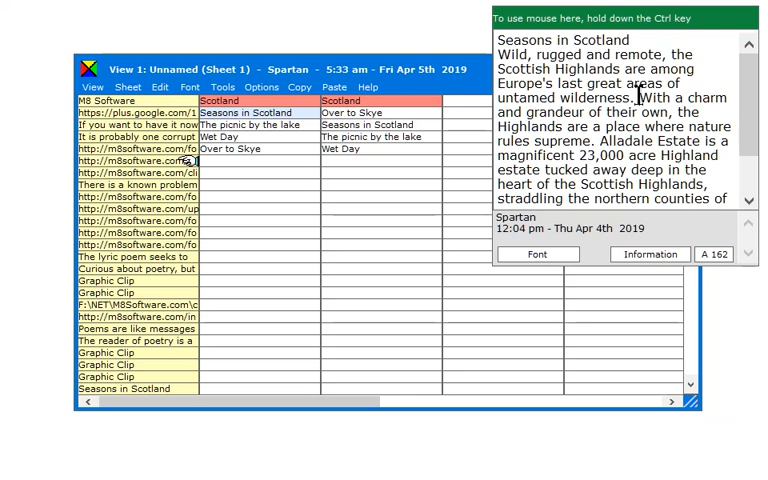 To use mouse here, hold down the Ctrl key
Seasons in Scotland
Wild, rugged and remote, the
Scottish Highlands are among
Europe's last great areas of
untamed wilderness. With a charm
and grandeur of their own, the
Highlands are a place where nature
rules supreme. Alladale Estate is a
magnificent 23,000 acre Highland
estate tucked away deep in the
heart of the Scottish Highlands,
straddling the northern counties of
Spartan
12:04 pm - Thu Apr 4th 2019
Font Information A 162
View 1: Unnamed (Sheet 1) - Spartan - 5:33 am - Fri Apr 5th 2019
View Sheet Edit Font Tools Options Copy Paste Help
M8 Software Scotland Scotland
https://plus.google.com/1 Seasons in Scotland Over to Skye
If you want to have it now The picnic by the lake Seasons in Scotland
It is probably one corrupt Wet Day The picnic by the lake
http://m8software.com/fo Over to Skye Wet Day
http://m8software.com/
http://m8software.com/cli
There is a known problem
http://m8software.com/fo
http://m8software.com/up
http://m8software.com/fo
http://m8software.com/fo
http://m8software.com/fo
The lyric poem seeks to
Curious about poetry, but
Graphic Clip
Graphic Clip
F:\NET\M8Software.com\c
http://m8software.com/in
Poems are like messages
The reader of poetry is a
Graphic Clip
Graphic Clip
Graphic Clip
Seasons in Scotland